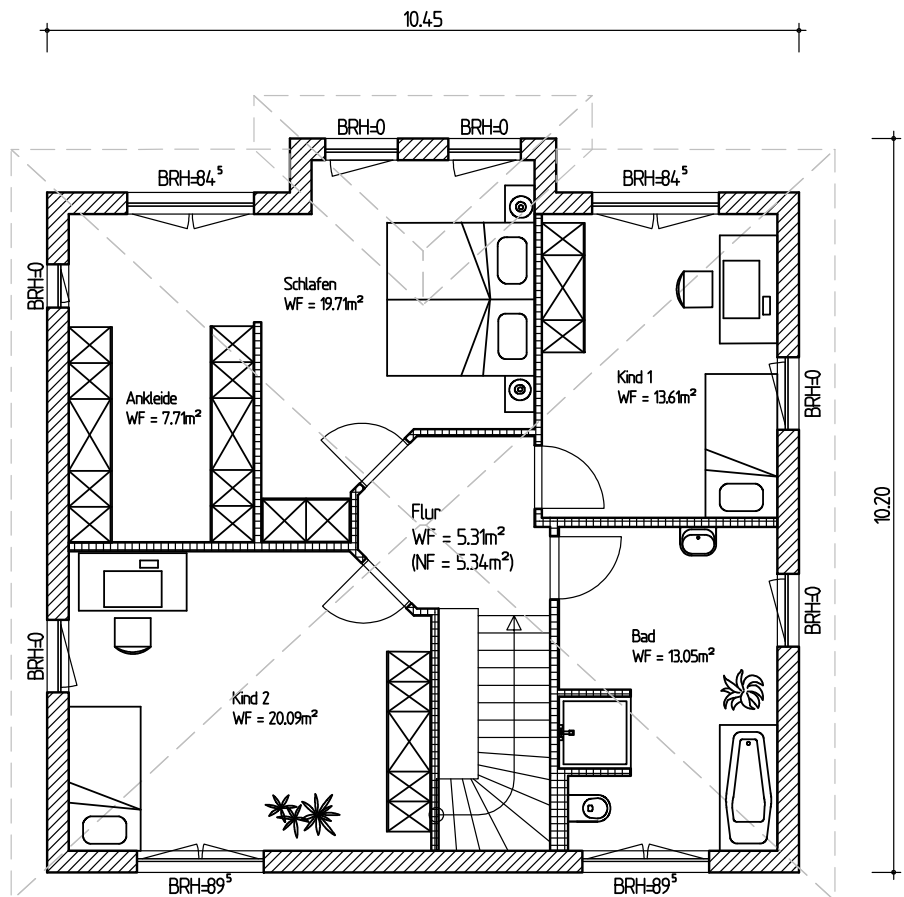 10.45
BRH=0
BRH=0
BRH=84⁵
BRH=84⁵
BRH=0
Schlafen
WF = 19.71m²
Kind 1
WF = 13.61m²
BRH=0
Ankleide
WF = 7.71m²
10.20
Flur
WF = 5.31m²
(NF = 5.34m²)
BRH=0
BRH=0
Bad
WF = 13.05m²
Kind 2
WF = 20.09m²
BRH=89⁵
BRH=89⁵